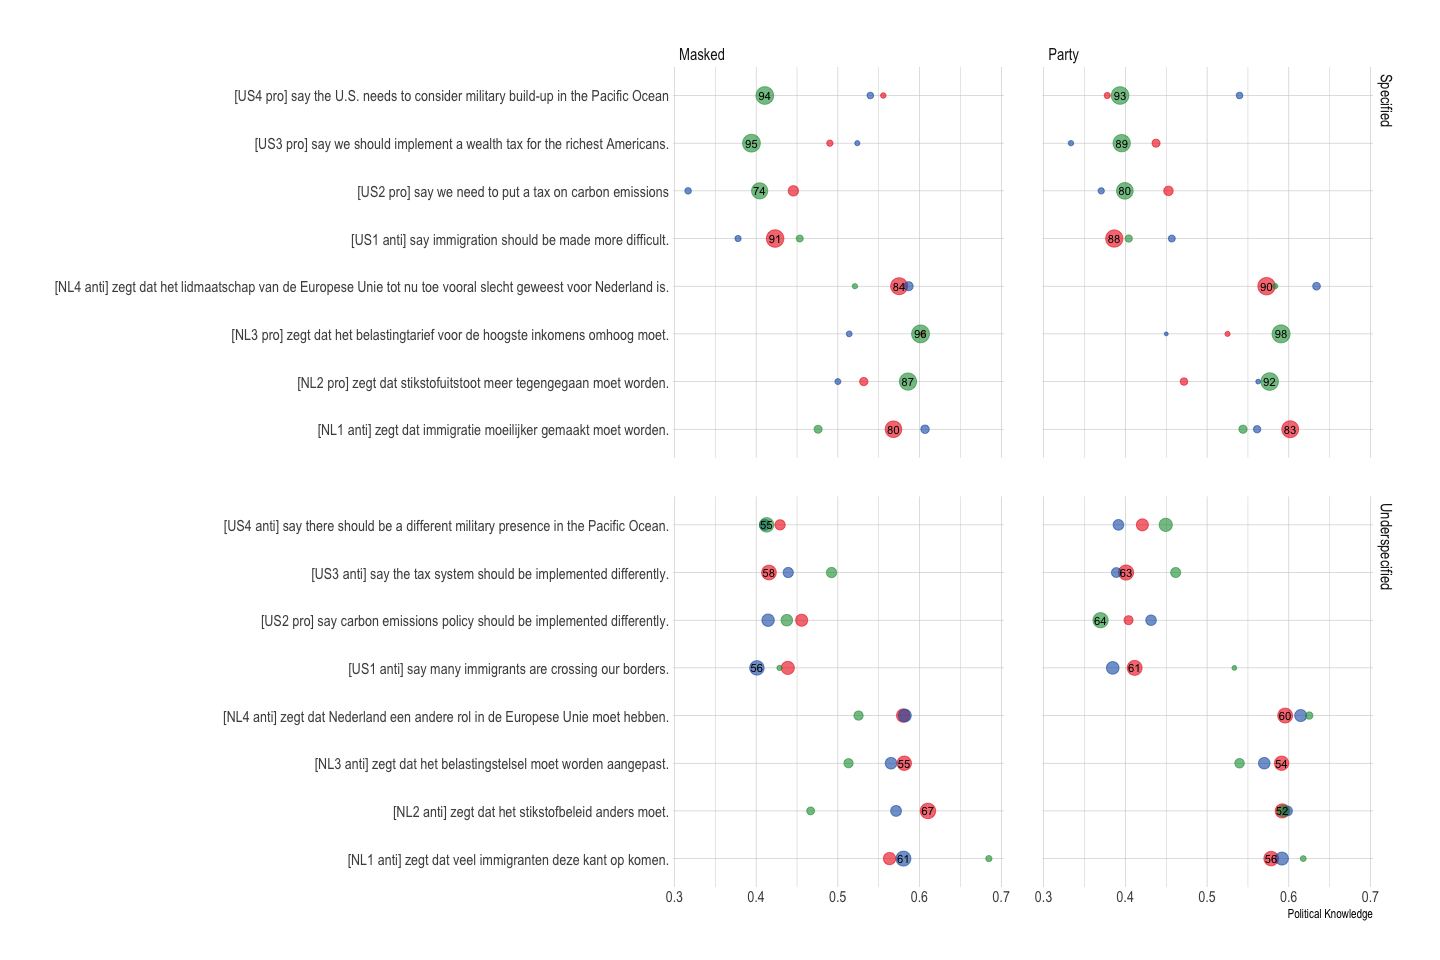 Masked
Party
Specified
[US4 pro] say the U.S. needs to consider military build-up in the Pacific Ocean
94
93
[US3 pro] say we should implement a wealth tax for the richest Americans.
95
89
[US2 pro] say we need to put a tax on carbon emissions
74
80
[US1 anti] say immigration should be made more difficult.
91
88
[NL4 anti] zegt dat het lidmaatschap van de Europese Unie tot nu toe vooral slecht geweest voor Nederland is.
84
90
[NL3 pro] zegt dat het belastingtarief voor de hoogste inkomens omhoog moet.
96
98
[NL2 pro] zegt dat stikstofuitstoot meer tegengegaan moet worden.
87
92
[NL1 anti] zegt dat immigratie moeilijker gemaakt moet worden.
80
83
Underspecified
[US4 anti] say there should be a different military presence in the Pacific Ocean.
55
[US3 anti] say the tax system should be implemented differently.
58
63
[US2 pro] say carbon emissions policy should be implemented differently.
64
[US1 anti] say many immigrants are crossing our borders.
56
61
[NL4 anti] zegt dat Nederland een andere rol in de Europese Unie moet hebben.
60
[NL3 anti] zegt dat het belastingstelsel moet worden aangepast.
55
54
[NL2 anti] zegt dat het stikstofbeleid anders moet.
67
52
[NL1 anti] zegt dat veel immigranten deze kant op komen.
61
56
0.3 0.4 0.5 0.6 0.7
0.3 0.4 0.5 0.6 0.7
Political Knowledge